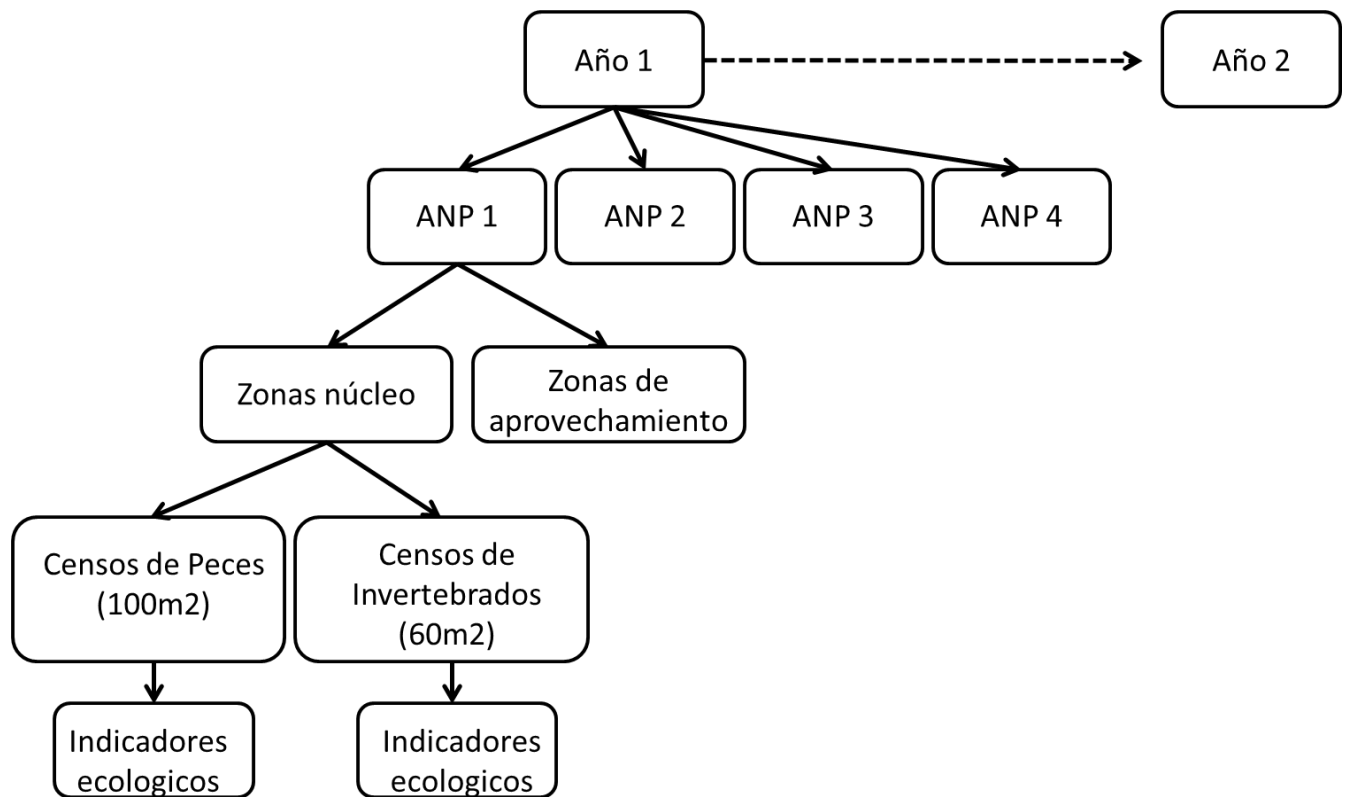 Año 1
Año 2
ANP 1
ANP 2
ANP 3
ANP 4
Zonas núcleo
Zonas de
aprovechamiento
Censos de Peces
(100m2)
Censos de
Invertebrados
(60m2)
Indicadores
ecologicos
Indicadores
ecologicos